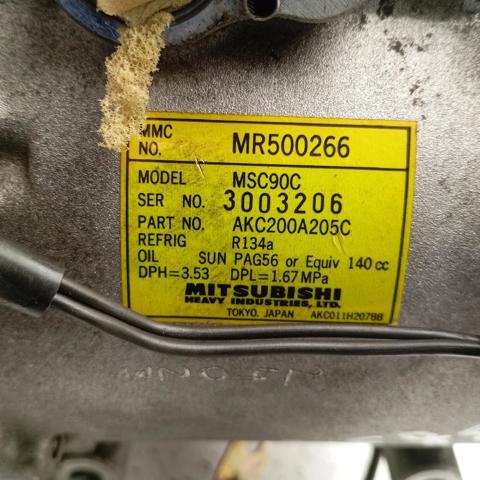 MMC
NO. MR500266
MODEL MSC90C
SER NO. 3003206
PART NO. AKC200A205C
REFRIG R134a
OIL SUN PAG56 or Equiv 140 cc
DPH=3.53 DPL=1.67 MPa
MITSUBISHI
HEAVY INDUSTRIES, LTD.
TOKYO, JAPAN AKC011H207BB